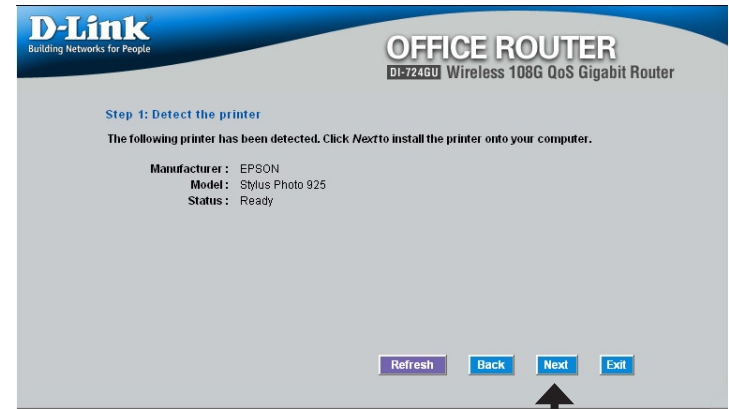 D-Link
Building Networks for People
OFFICE ROUTER
DI-724GU Wireless 108G QoS Gigabit Router
Step 1: Detect the printer
The following printer has been detected. Click Next to install the printer onto your computer.
Manufacturer : EPSON
Model : Stylus Photo 925
Status : Ready
Refresh Back Next Exit